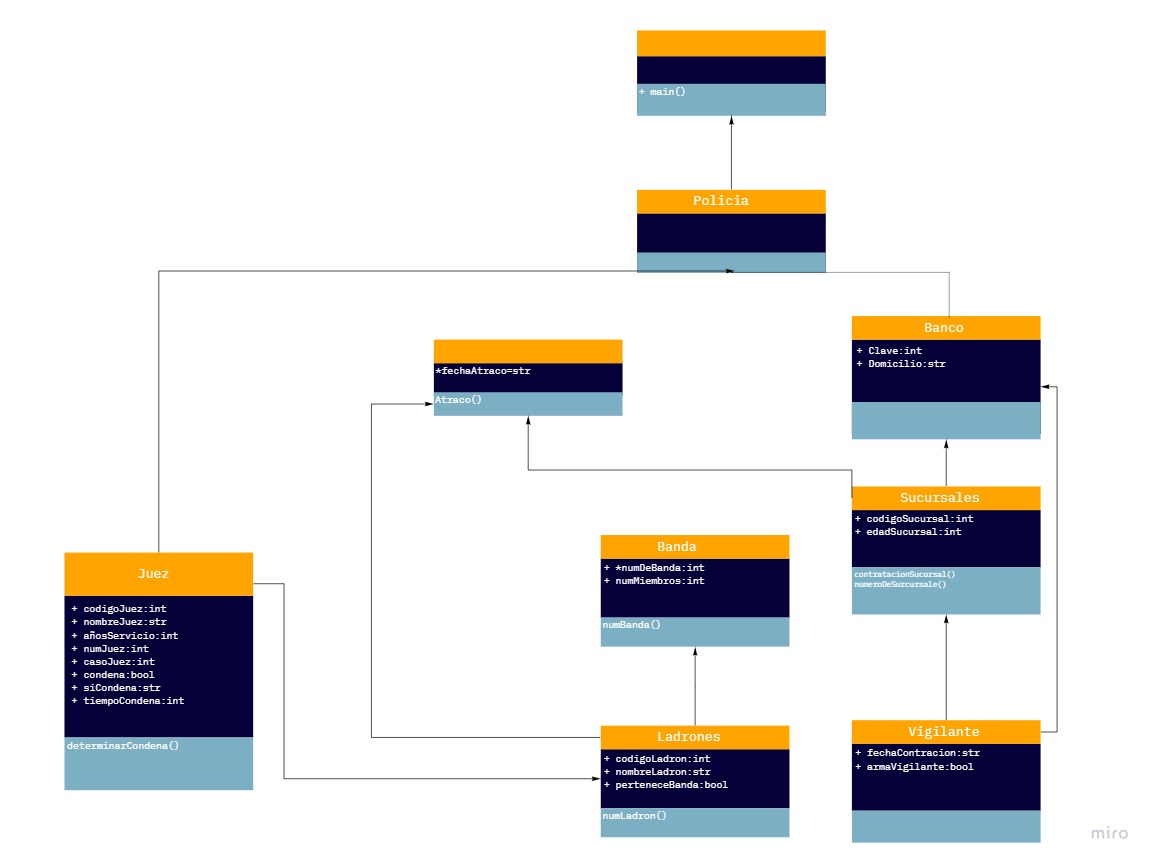 + main()
Policia
Banco
+ Clave:int
+ Domicilio:str
*fechaAtraco=str
Atraco()
Sucursales
+ codigoSucursal:int
+ edadSucursal:int
contratacionSucursal()
numeroDeSurcursale()
Banda
+ *numDeBanda:int
+ numMiembros:int
numBanda()
Juez
+ codigoJuez:int
+ nombreJuez:str
+ añosServicio:int
+ numJuez:int
+ casoJuez:int
+ condena:bool
+ siCondena:str
+ tiempoCondena:int
determinarCondena()
Ladrones
+ codigoLadron:int
+ nombreLadron:str
+ perteneceBanda:bool
numLadron()
Vigilante
+ fechaContracion:str
+ armaVigilante:bool
miro